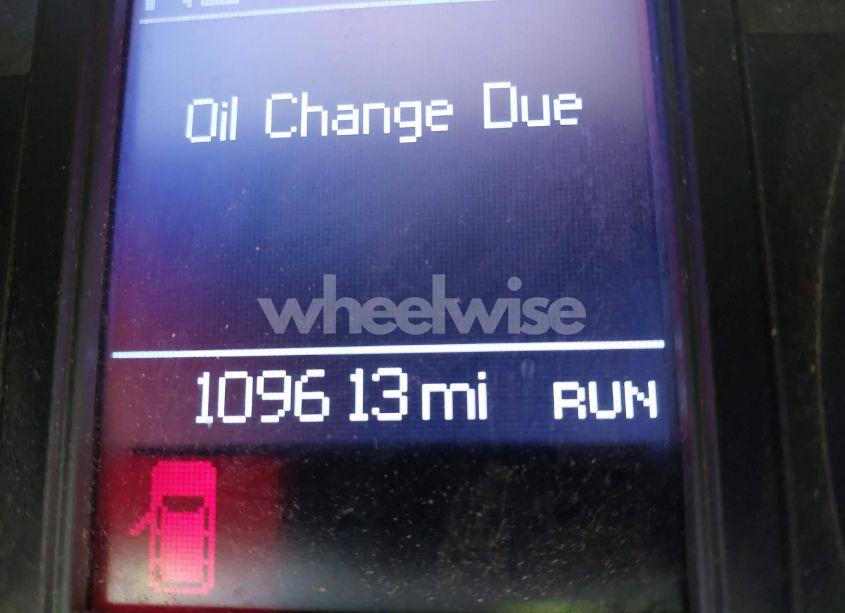 Oil Change Due
wheelwise
109613 mi RUN